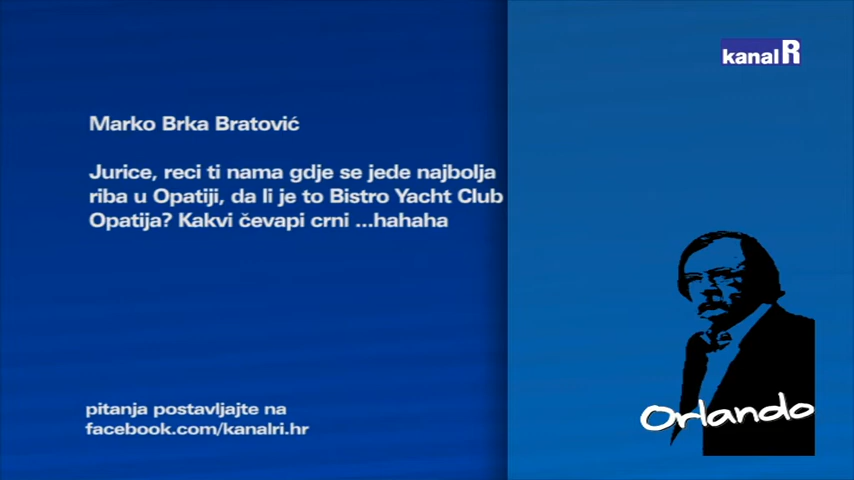 kanalR
Marko Brka Bratović
Jurice, reci ti nama gdje se jede najbolja
riba u Opatiji, da li je to Bistro Yacht Club
Opatija? Kakvi čevapi crni ...hahaha
pitanja postavljajte na
facebook.com/kanalri.hr
Orlando